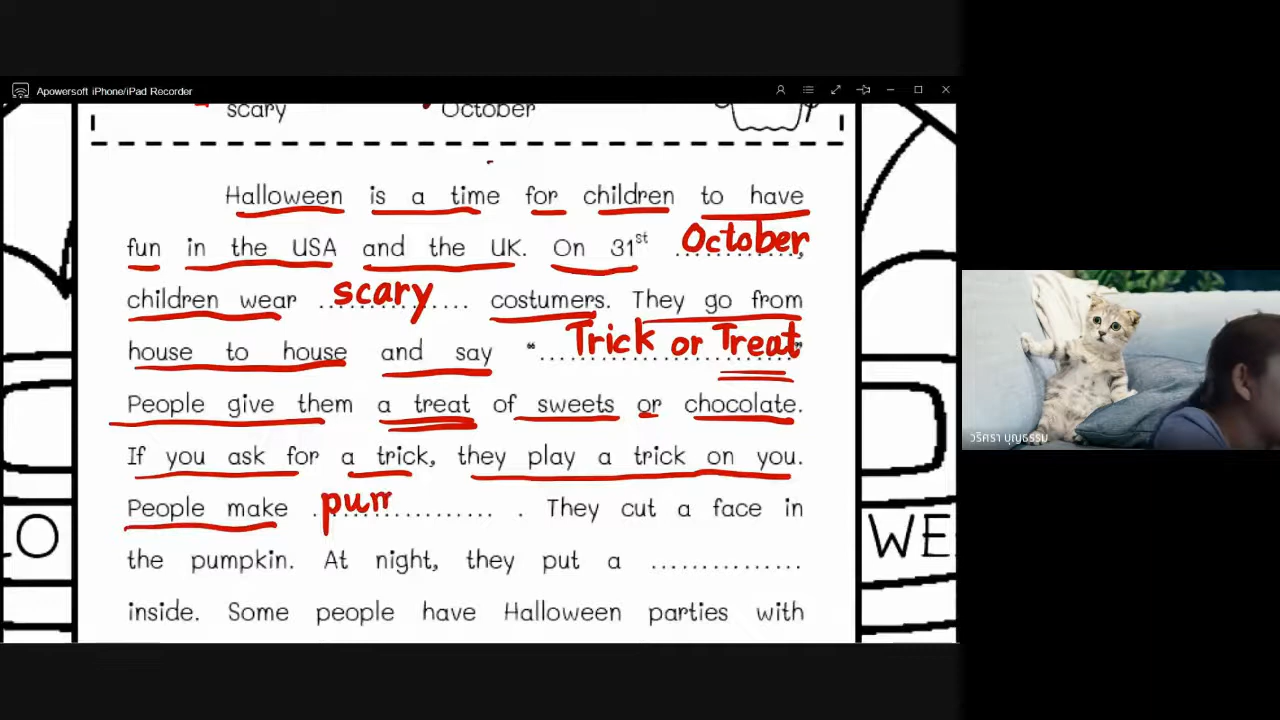 Apowersoft iPhone/iPad Recorder
scary October
Halloween is a time for children to have
fun in the USA and the UK. On 31st October,
children wear scary costumers. They go from
house to house and say “Trick or Treat”
People give them a treat of sweets or chocolate.
If you ask for a trick, they play a trick on you.
People make pum . They cut a face in
the pumpkin. At night, they put a ...............
inside. Some people have Halloween parties with
LO WE
วริศรา บุญธรรม